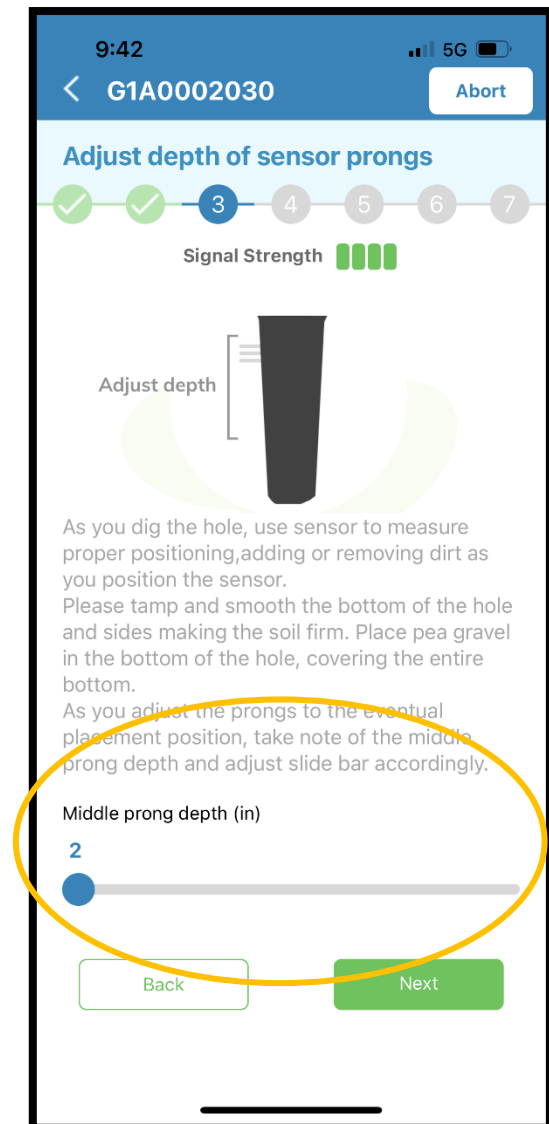 9:42
5G
G1A0002030
Abort
Adjust depth of sensor prongs
3 4 5 6 7
Signal Strength
Adjust depth
As you dig the hole, use sensor to measure
proper positioning,adding or removing dirt as
you position the sensor.
Please tamp and smooth the bottom of the hole
and sides making the soil firm. Place pea gravel
in the bottom of the hole, covering the entire
bottom.
As you adjust the prongs to the eventual
placement position, take note of the middle
prong depth and adjust slide bar accordingly.
Middle prong depth (in)
2
Back
Next